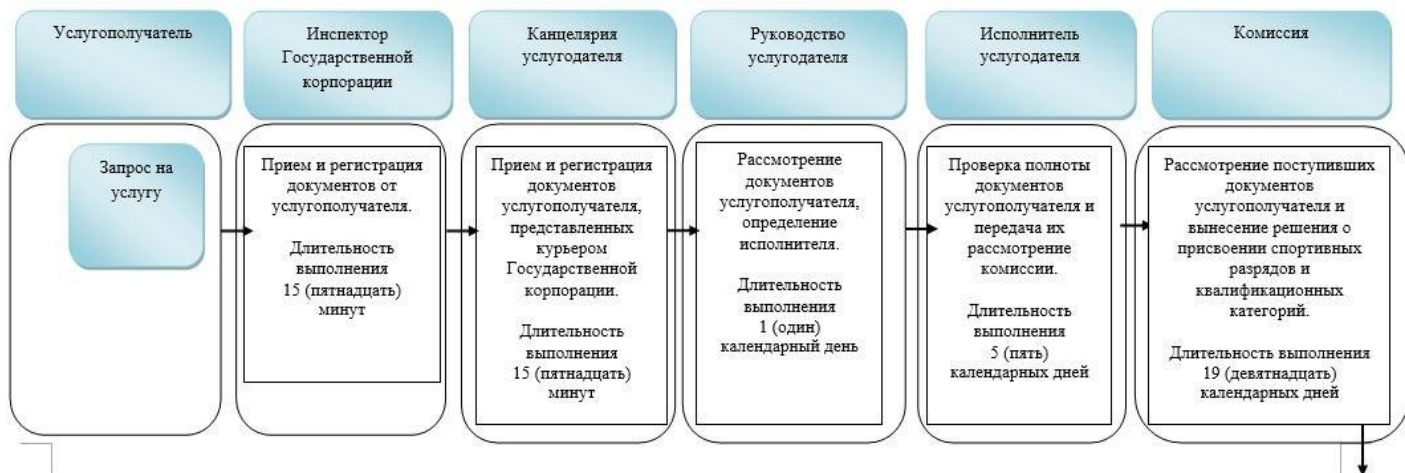 Услугополучатель
Инспектор
Государственной
корпорации
Канцелярия
услугодателя
Руководство
услугодателя
Исполнитель
услугодателя
Комиссия
Запрос на
услугу
Прием и регистрация
документов от
услугополучателя.
Длительность
выполнения
15 (пятнадцать)
минут
Прием и регистрация
документов
услугополучателя,
представленных
курьером
Государственной
корпорации.
Длительность
выполнения
15 (пятнадцать)
минут
Рассмотрение
документов
услугополучателя,
определение
исполнителя.
Длительность
выполнения
1 (один)
календарный день
Проверка полноты
документов
услугополучателя и
передача их
рассмотрение
комиссии.
Длительность
выполнения
5 (пять)
календарных дней
Рассмотрение поступивших
документов
услугополучателя и
вынесение решения о
присвоении спортивных
разрядов и
квалификационных
категорий.
Длительность выполнения
19 (девятнадцать)
календарных дней